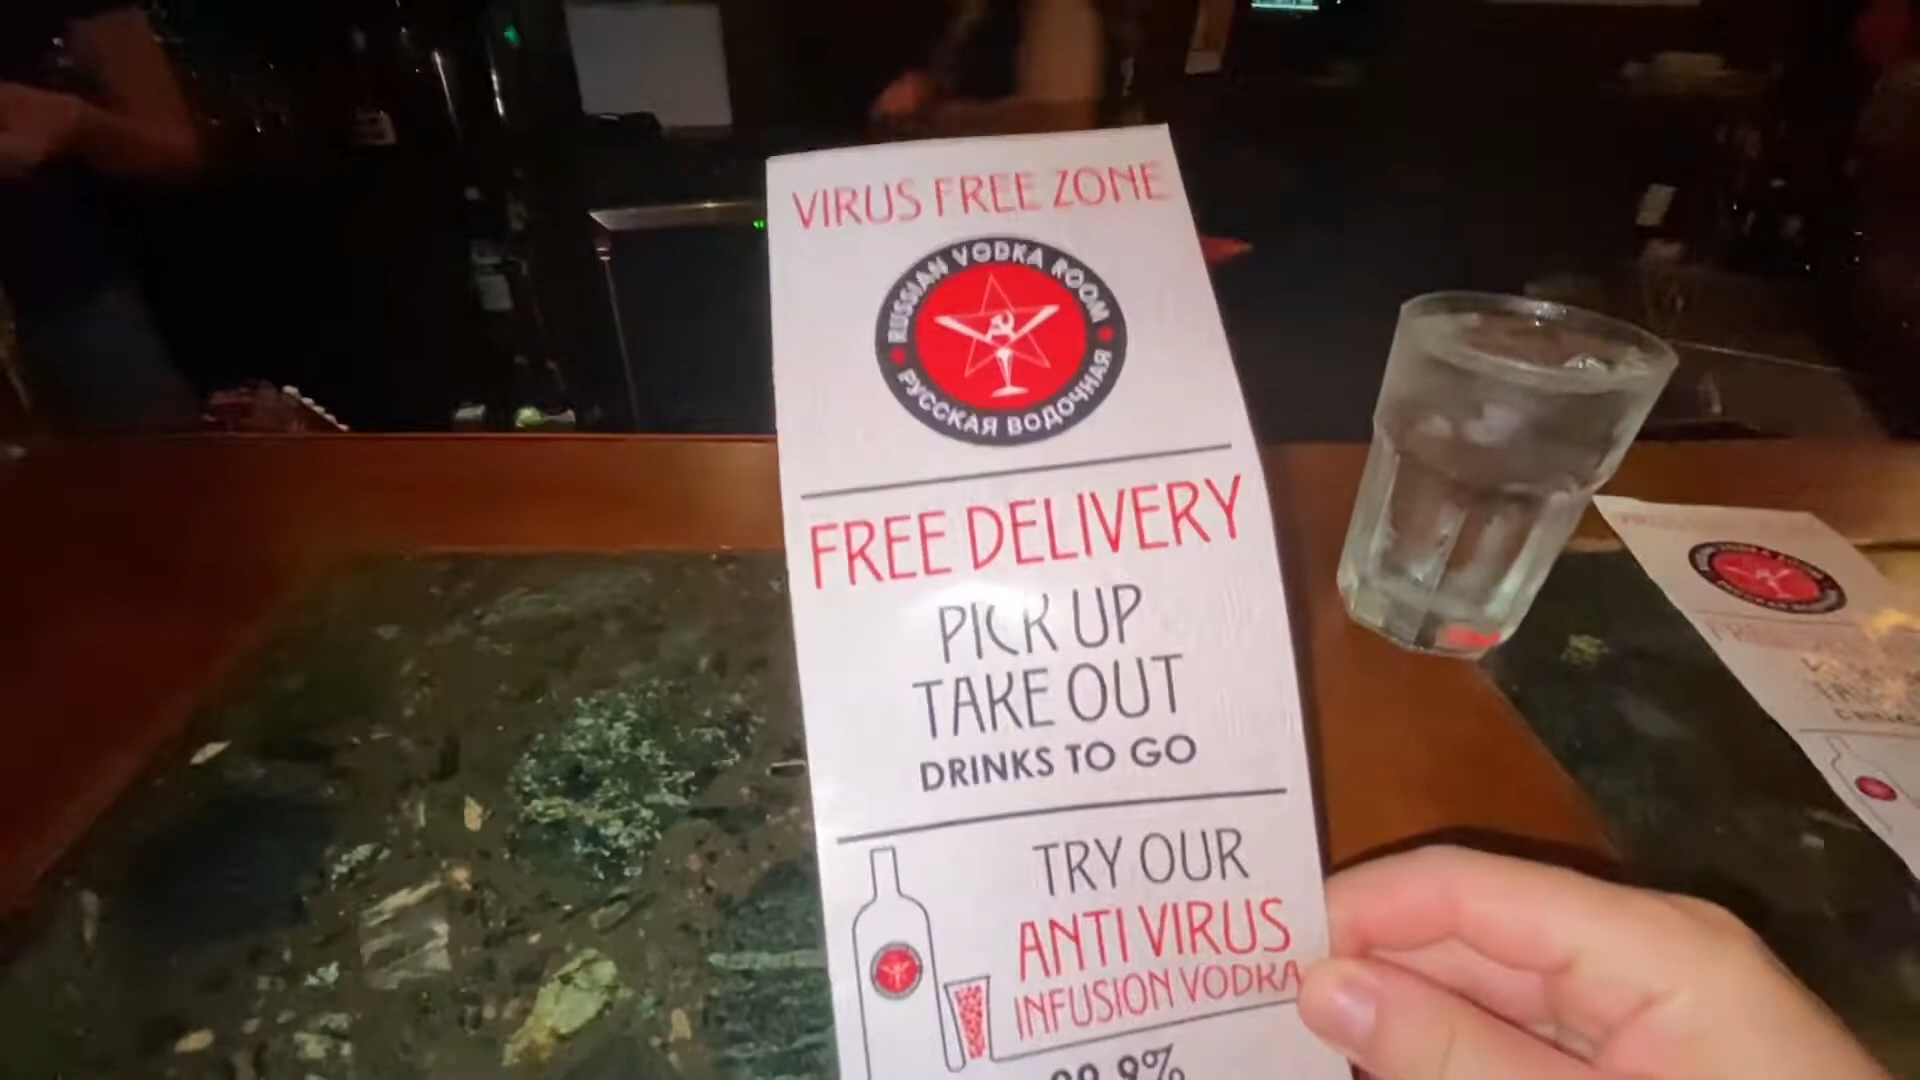 VIRUS FREE ZONE
RUSSIAN VODKA ROOM
РУССКАЯ ВОДОЧНАЯ
FREE DELIVERY
PICK UP
TAKE OUT
DRINKS TO GO
TRY OUR
ANTI VIRUS
INFUSION VODKA